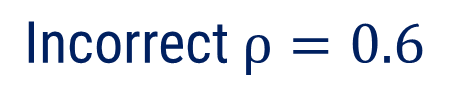 Incorrect ρ = 0.6